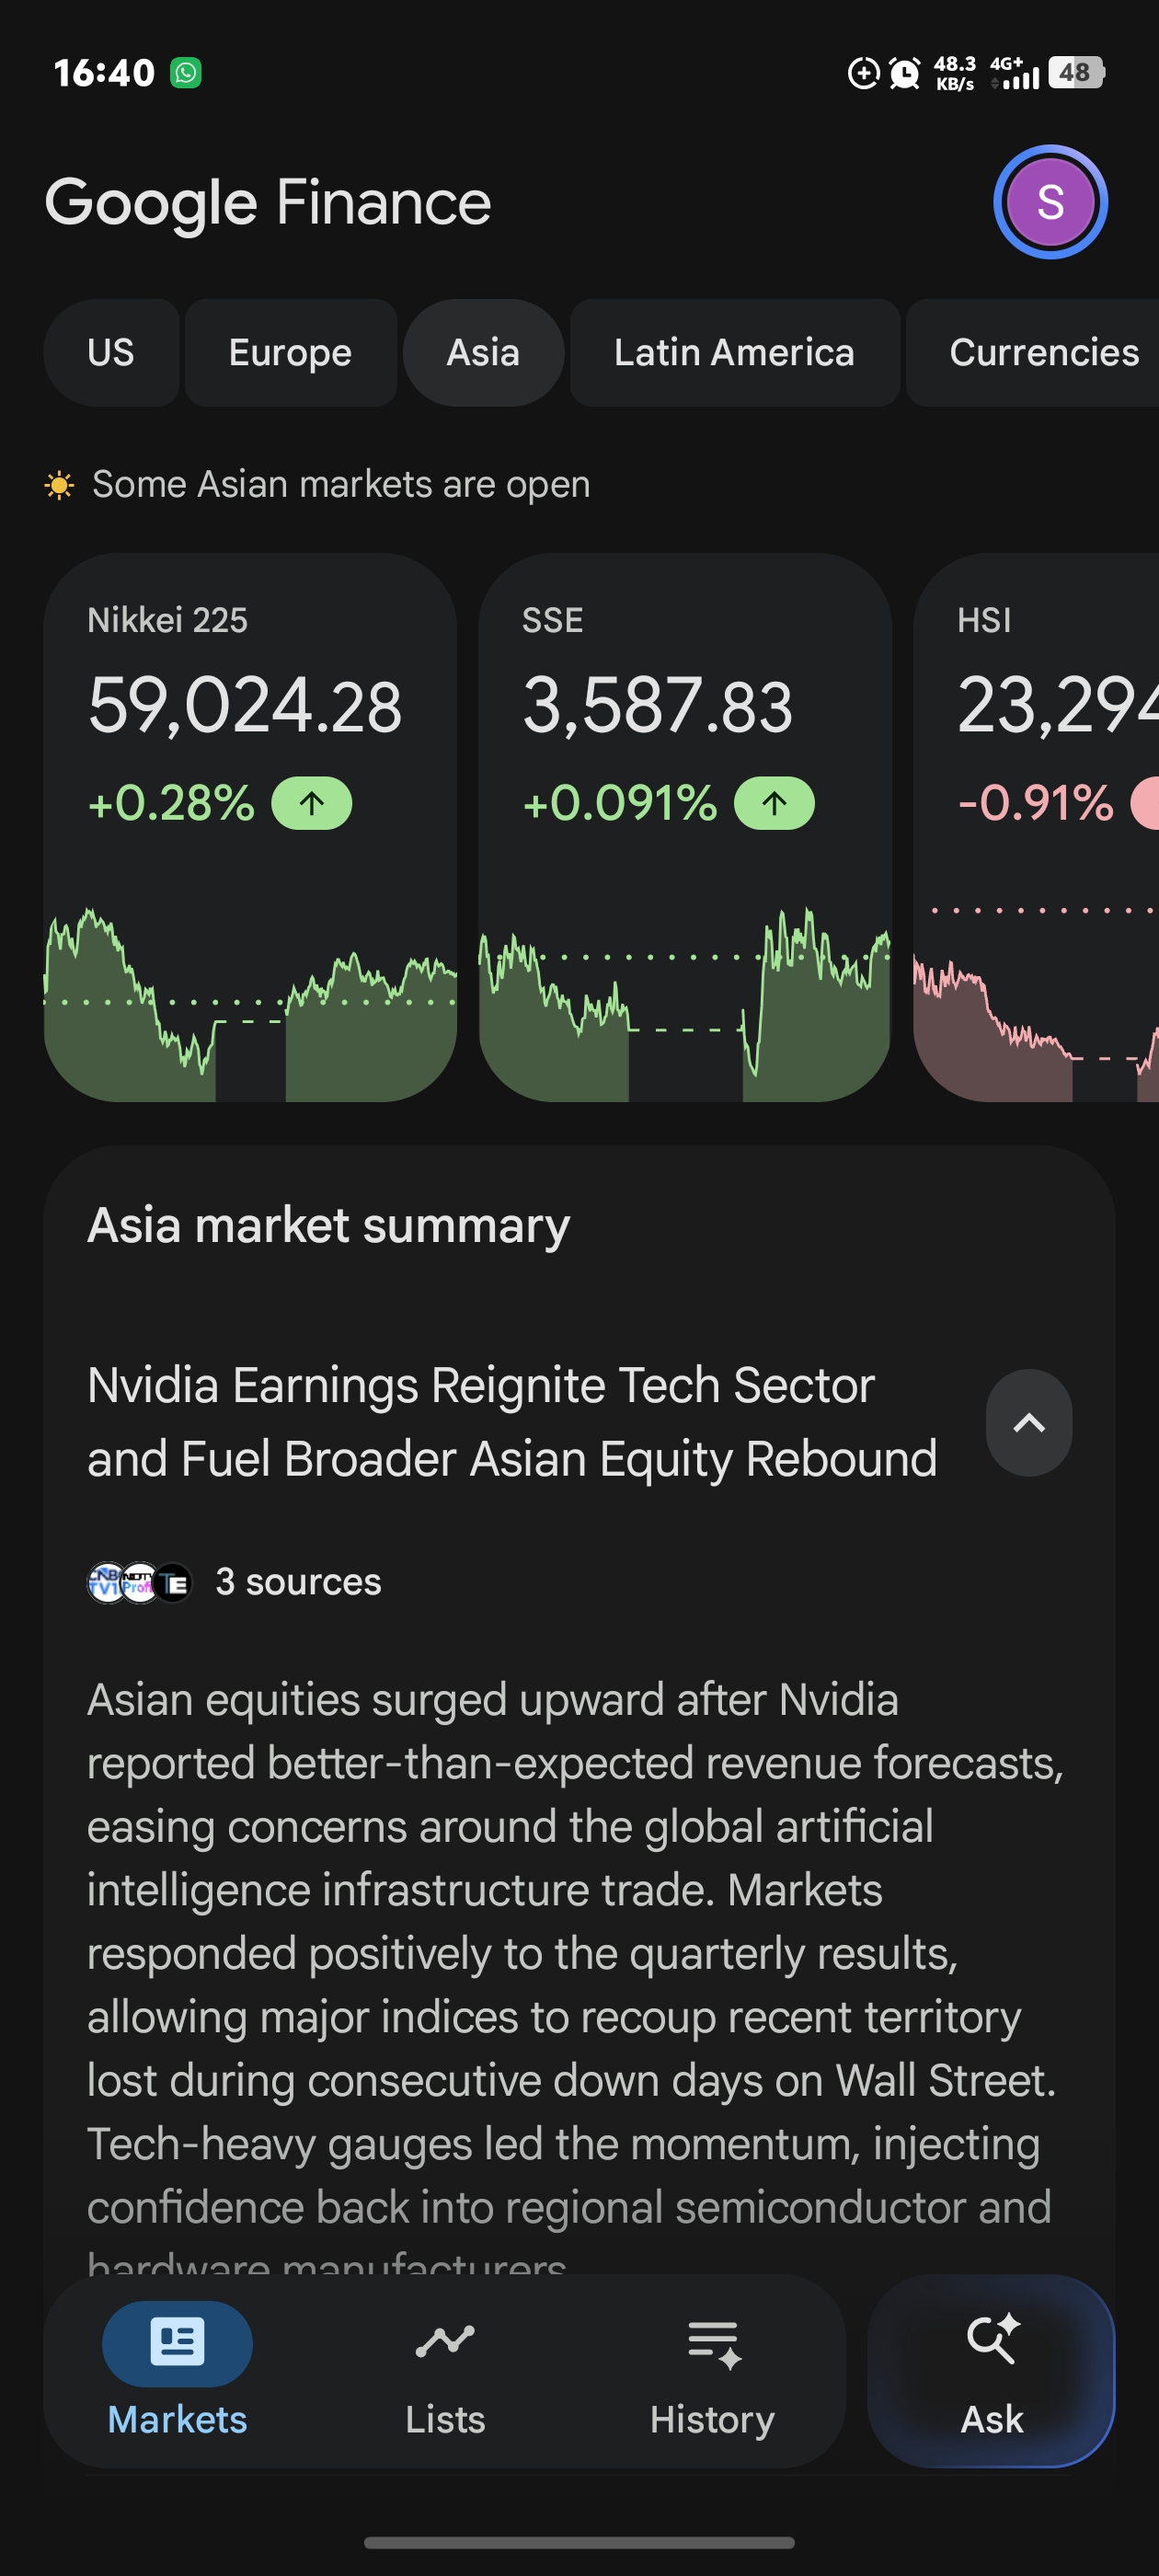 16:40
48.3
KB/s
4G+
48
Google Finance
S
US
Europe
Asia
Latin America
Currencies
Some Asian markets are open
Nikkei 225
59,024.28
+0.28%
SSE
3,587.83
+0.091%
HSI
23,294
-0.91%
Asia market summary
Nvidia Earnings Reignite Tech Sector
and Fuel Broader Asian Equity Rebound
TE
3 sources
Asian equities surged upward after Nvidia
reported better-than-expected revenue forecasts,
easing concerns around the global artificial
intelligence infrastructure trade. Markets
responded positively to the quarterly results,
allowing major indices to recoup recent territory
lost during consecutive down days on Wall Street.
Tech-heavy gauges led the momentum, injecting
confidence back into regional semiconductor and
hardware manufacturers
Markets
Lists
History
Ask